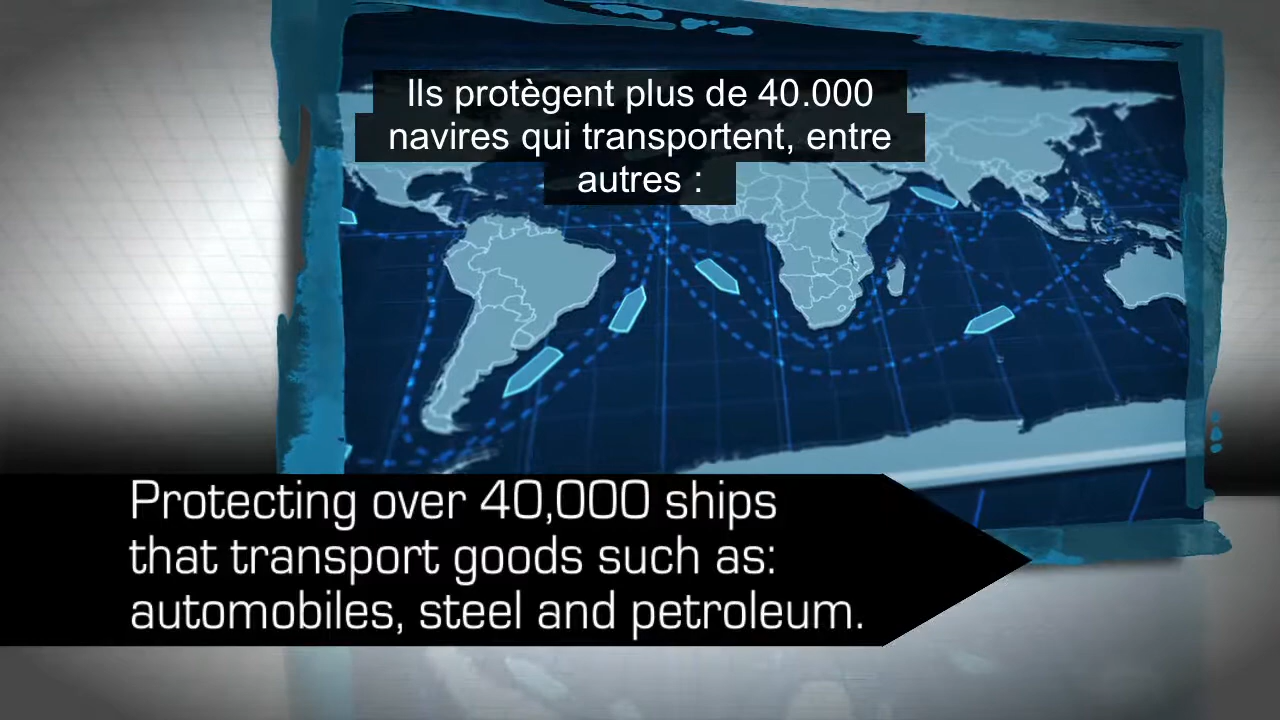 Ils protègent plus de 40.000
navires qui transportent, entre
autres :
Protecting over 40,000 ships
that transport goods such as:
automobiles, steel and petroleum.